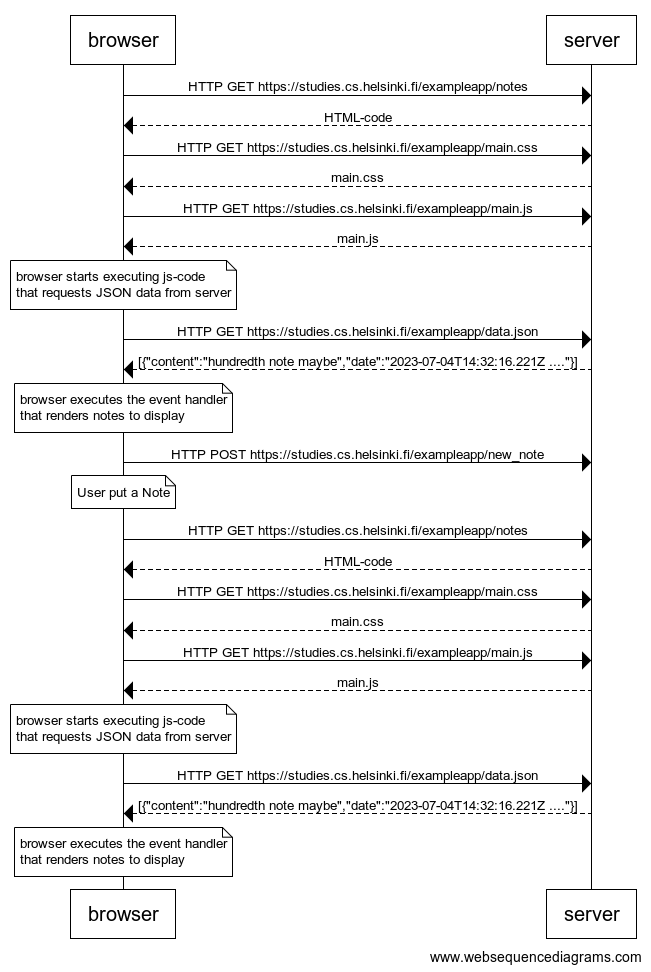 browser
server
HTTP GET https://studies.cs.helsinki.fi/exampleapp/notes
HTML-code
HTTP GET https://studies.cs.helsinki.fi/exampleapp/main.css
main.css
HTTP GET https://studies.cs.helsinki.fi/exampleapp/main.js
main.js
browser starts executing js-code
that requests JSON data from server
HTTP GET https://studies.cs.helsinki.fi/exampleapp/data.json
[{"content":"hundredth note maybe","date":"2023-07-04T14:32:16.221Z ...."}]
browser executes the event handler
that renders notes to display
HTTP POST https://studies.cs.helsinki.fi/exampleapp/new_note
User put a Note
HTTP GET https://studies.cs.helsinki.fi/exampleapp/notes
HTML-code
HTTP GET https://studies.cs.helsinki.fi/exampleapp/main.css
main.css
HTTP GET https://studies.cs.helsinki.fi/exampleapp/main.js
main.js
browser starts executing js-code
that requests JSON data from server
HTTP GET https://studies.cs.helsinki.fi/exampleapp/data.json
[{"content":"hundredth note maybe","date":"2023-07-04T14:32:16.221Z ...."}]
browser executes the event handler
that renders notes to display
browser
server
www.websequencediagrams.com